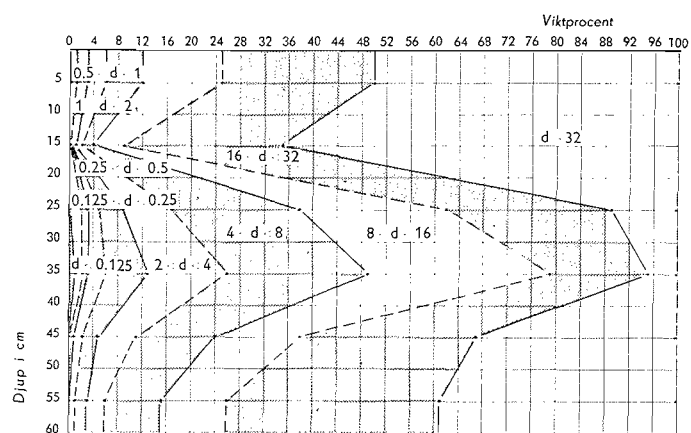 Viktprocent
0 4 8 12 16 20 24 28 32 36 40 44 48 52 56 60 64 68 72 76 80 84 88 92 96 100
5
10
15
20
25
30
35
40
45
50
55
60
Djup i cm
0.5 · d · 1
1 · d · 2
d · 32
16 · d · 32
0.25 · d · 0.5
0.125 · d · 0.25
4 · d · 8
8 · d · 16
d · 0.125
2 · d · 4